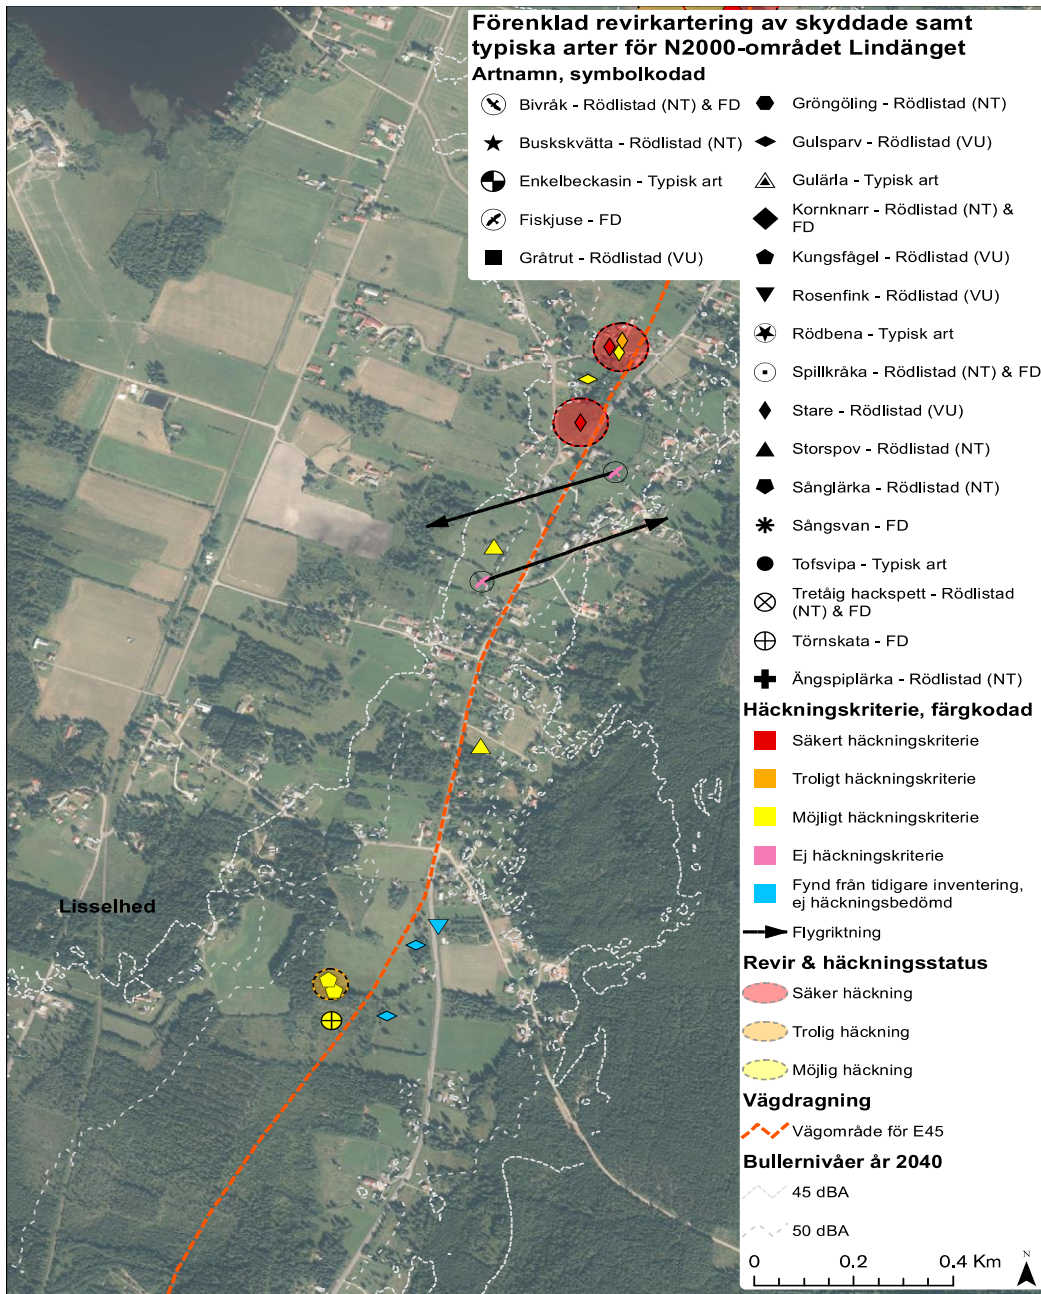 Förenklad revirkartering av skyddade samt
typiska arter för N2000-området Lindänget
Artnamn, symbolkodad
Bivråk - Rödlistad (NT) & FD
Buskskvätta - Rödlistad (NT)
Enkelbeckasin - Typisk art
Fiskjuse - FD
Gråtrut - Rödlistad (VU)
Gröngöling - Rödlistad (NT)
Gulsparv - Rödlistad (VU)
Gulärla - Typisk art
Kornknarr - Rödlistad (NT) &
FD
Kungsfågel - Rödlistad (VU)
Rosenfink - Rödlistad (VU)
Rödbena - Typisk art
Spillkråka - Rödlistad (NT) & FD
Stare - Rödlistad (VU)
Storspov - Rödlistad (NT)
Sånglärka - Rödlistad (NT)
Sångsvan - FD
Tofsvipa - Typisk art
Tretåig hackspett - Rödlistad
(NT) & FD
Törnskata - FD
Ängspiplärka - Rödlistad (NT)
Häckningskriterie, färgkodad
Säkert häckningskriterie
Troligt häckningskriterie
Möjligt häckningskriterie
Ej häckningskriterie
Fynd från tidigare inventering,
ej häckningsbedömd
Flygriktning
Revir & häckningsstatus
Säker häckning
Trolig häckning
Möjlig häckning
Vägdragning
Vägområde för E45
Bullernivåer år 2040
45 dBA
50 dBA
0 0.2 0.4 Km
N
Lisselhed